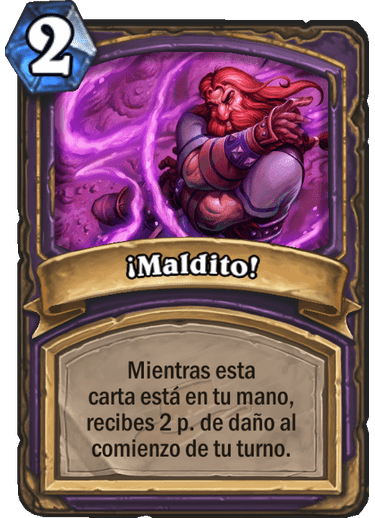 2
¡Maldito!
Mientras esta
carta está en tu mano,
recibes 2 p. de daño al
comienzo de tu turno.